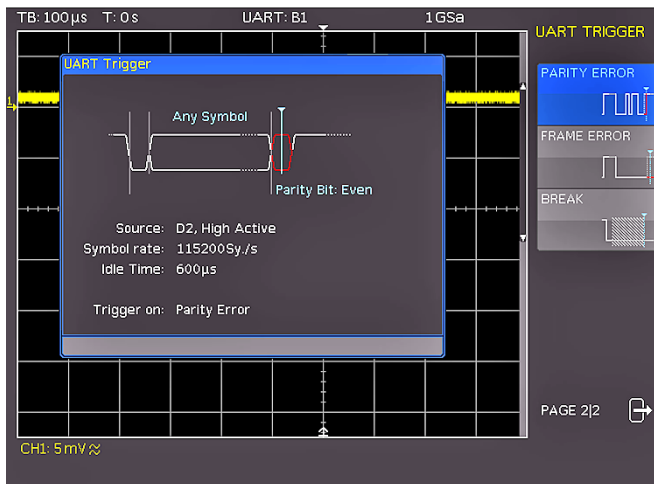 TB: 100µs T: 0s UART: B1 1GSa
UART TRIGGER
UART Trigger
PARITY ERROR
Any Symbol
FRAME ERROR
Parity Bit: Even
BREAK
Source: D2, High Active
Symbol rate: 115200Sy./s
Idle Time: 600µs
Trigger on: Parity Error
PAGE 2|2
CH1: 5mV
1